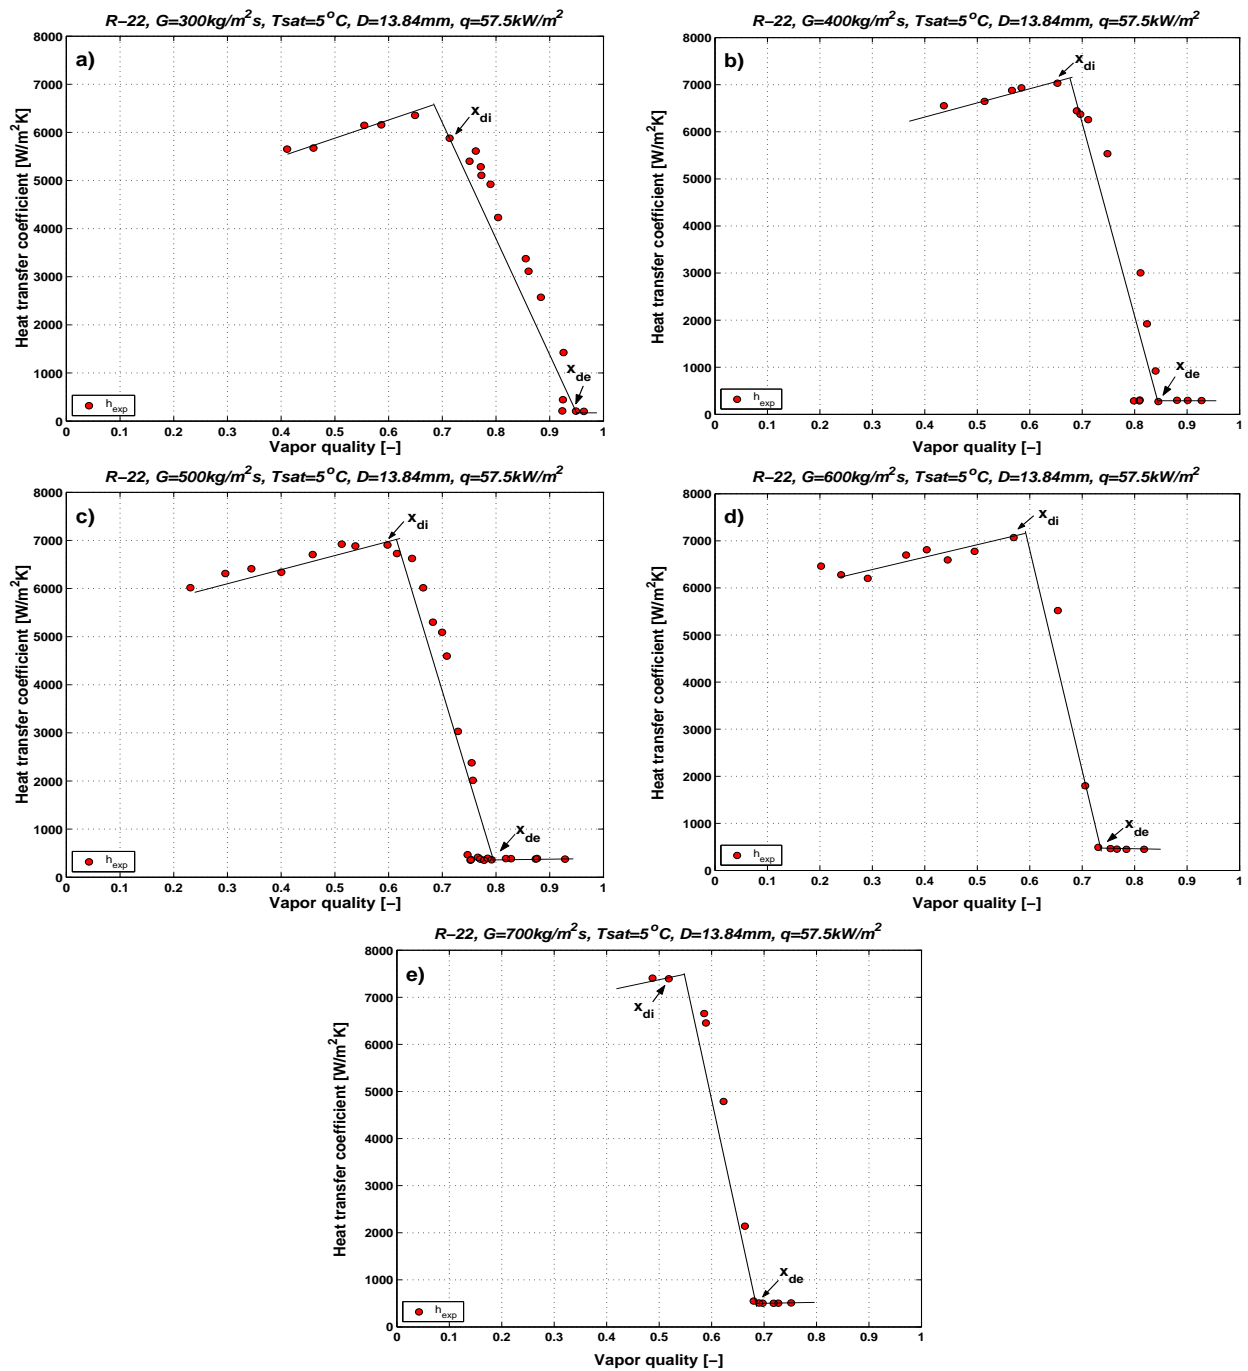 R−22, G=300kg/m²s, Tsat=5°C, D=13.84mm, q=57.5kW/m²
a)
Heat transfer coefficient [W/m²K]
8000
7000
6000
5000
4000
3000
2000
1000
0
x_di
x_de
h_exp
0 0.1 0.2 0.3 0.4 0.5 0.6 0.7 0.8 0.9 1
Vapor quality [−]
R−22, G=400kg/m²s, Tsat=5°C, D=13.84mm, q=57.5kW/m²
b)
Heat transfer coefficient [W/m²K]
8000
7000
6000
5000
4000
3000
2000
1000
0
x_di
x_de
h_exp
0 0.1 0.2 0.3 0.4 0.5 0.6 0.7 0.8 0.9 1
Vapor quality [−]
R−22, G=500kg/m²s, Tsat=5°C, D=13.84mm, q=57.5kW/m²
c)
Heat transfer coefficient [W/m²K]
8000
7000
6000
5000
4000
3000
2000
1000
0
x_di
x_de
h_exp
0 0.1 0.2 0.3 0.4 0.5 0.6 0.7 0.8 0.9 1
Vapor quality [−]
R−22, G=600kg/m²s, Tsat=5°C, D=13.84mm, q=57.5kW/m²
d)
Heat transfer coefficient [W/m²K]
8000
7000
6000
5000
4000
3000
2000
1000
0
x_di
x_de
h_exp
0 0.1 0.2 0.3 0.4 0.5 0.6 0.7 0.8 0.9 1
Vapor quality [−]
R−22, G=700kg/m²s, Tsat=5°C, D=13.84mm, q=57.5kW/m²
e)
Heat transfer coefficient [W/m²K]
8000
7000
6000
5000
4000
3000
2000
1000
0
x_di
x_de
h_exp
0 0.1 0.2 0.3 0.4 0.5 0.6 0.7 0.8 0.9 1
Vapor quality [−]